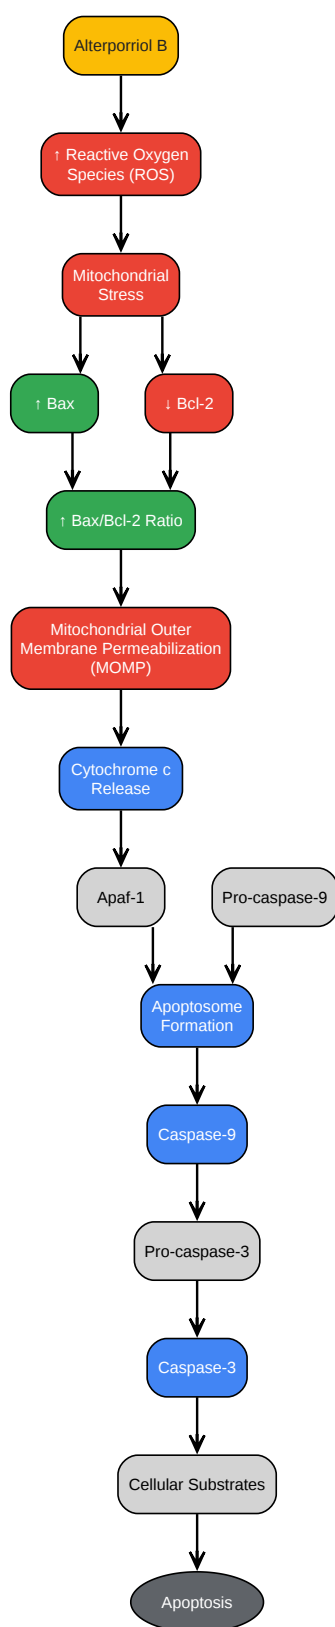 Alterporriol B
↑ Reactive Oxygen
Species (ROS)
Mitochondrial
Stress
↑ Bax
↓ Bcl-2
↑ Bax/Bcl-2 Ratio
Mitochondrial Outer
Membrane Permeabilization
(MOMP)
Cytochrome c
Release
Apaf-1
Pro-caspase-9
Apoptosome
Formation
Caspase-9
Pro-caspase-3
Caspase-3
Cellular Substrates
Apoptosis